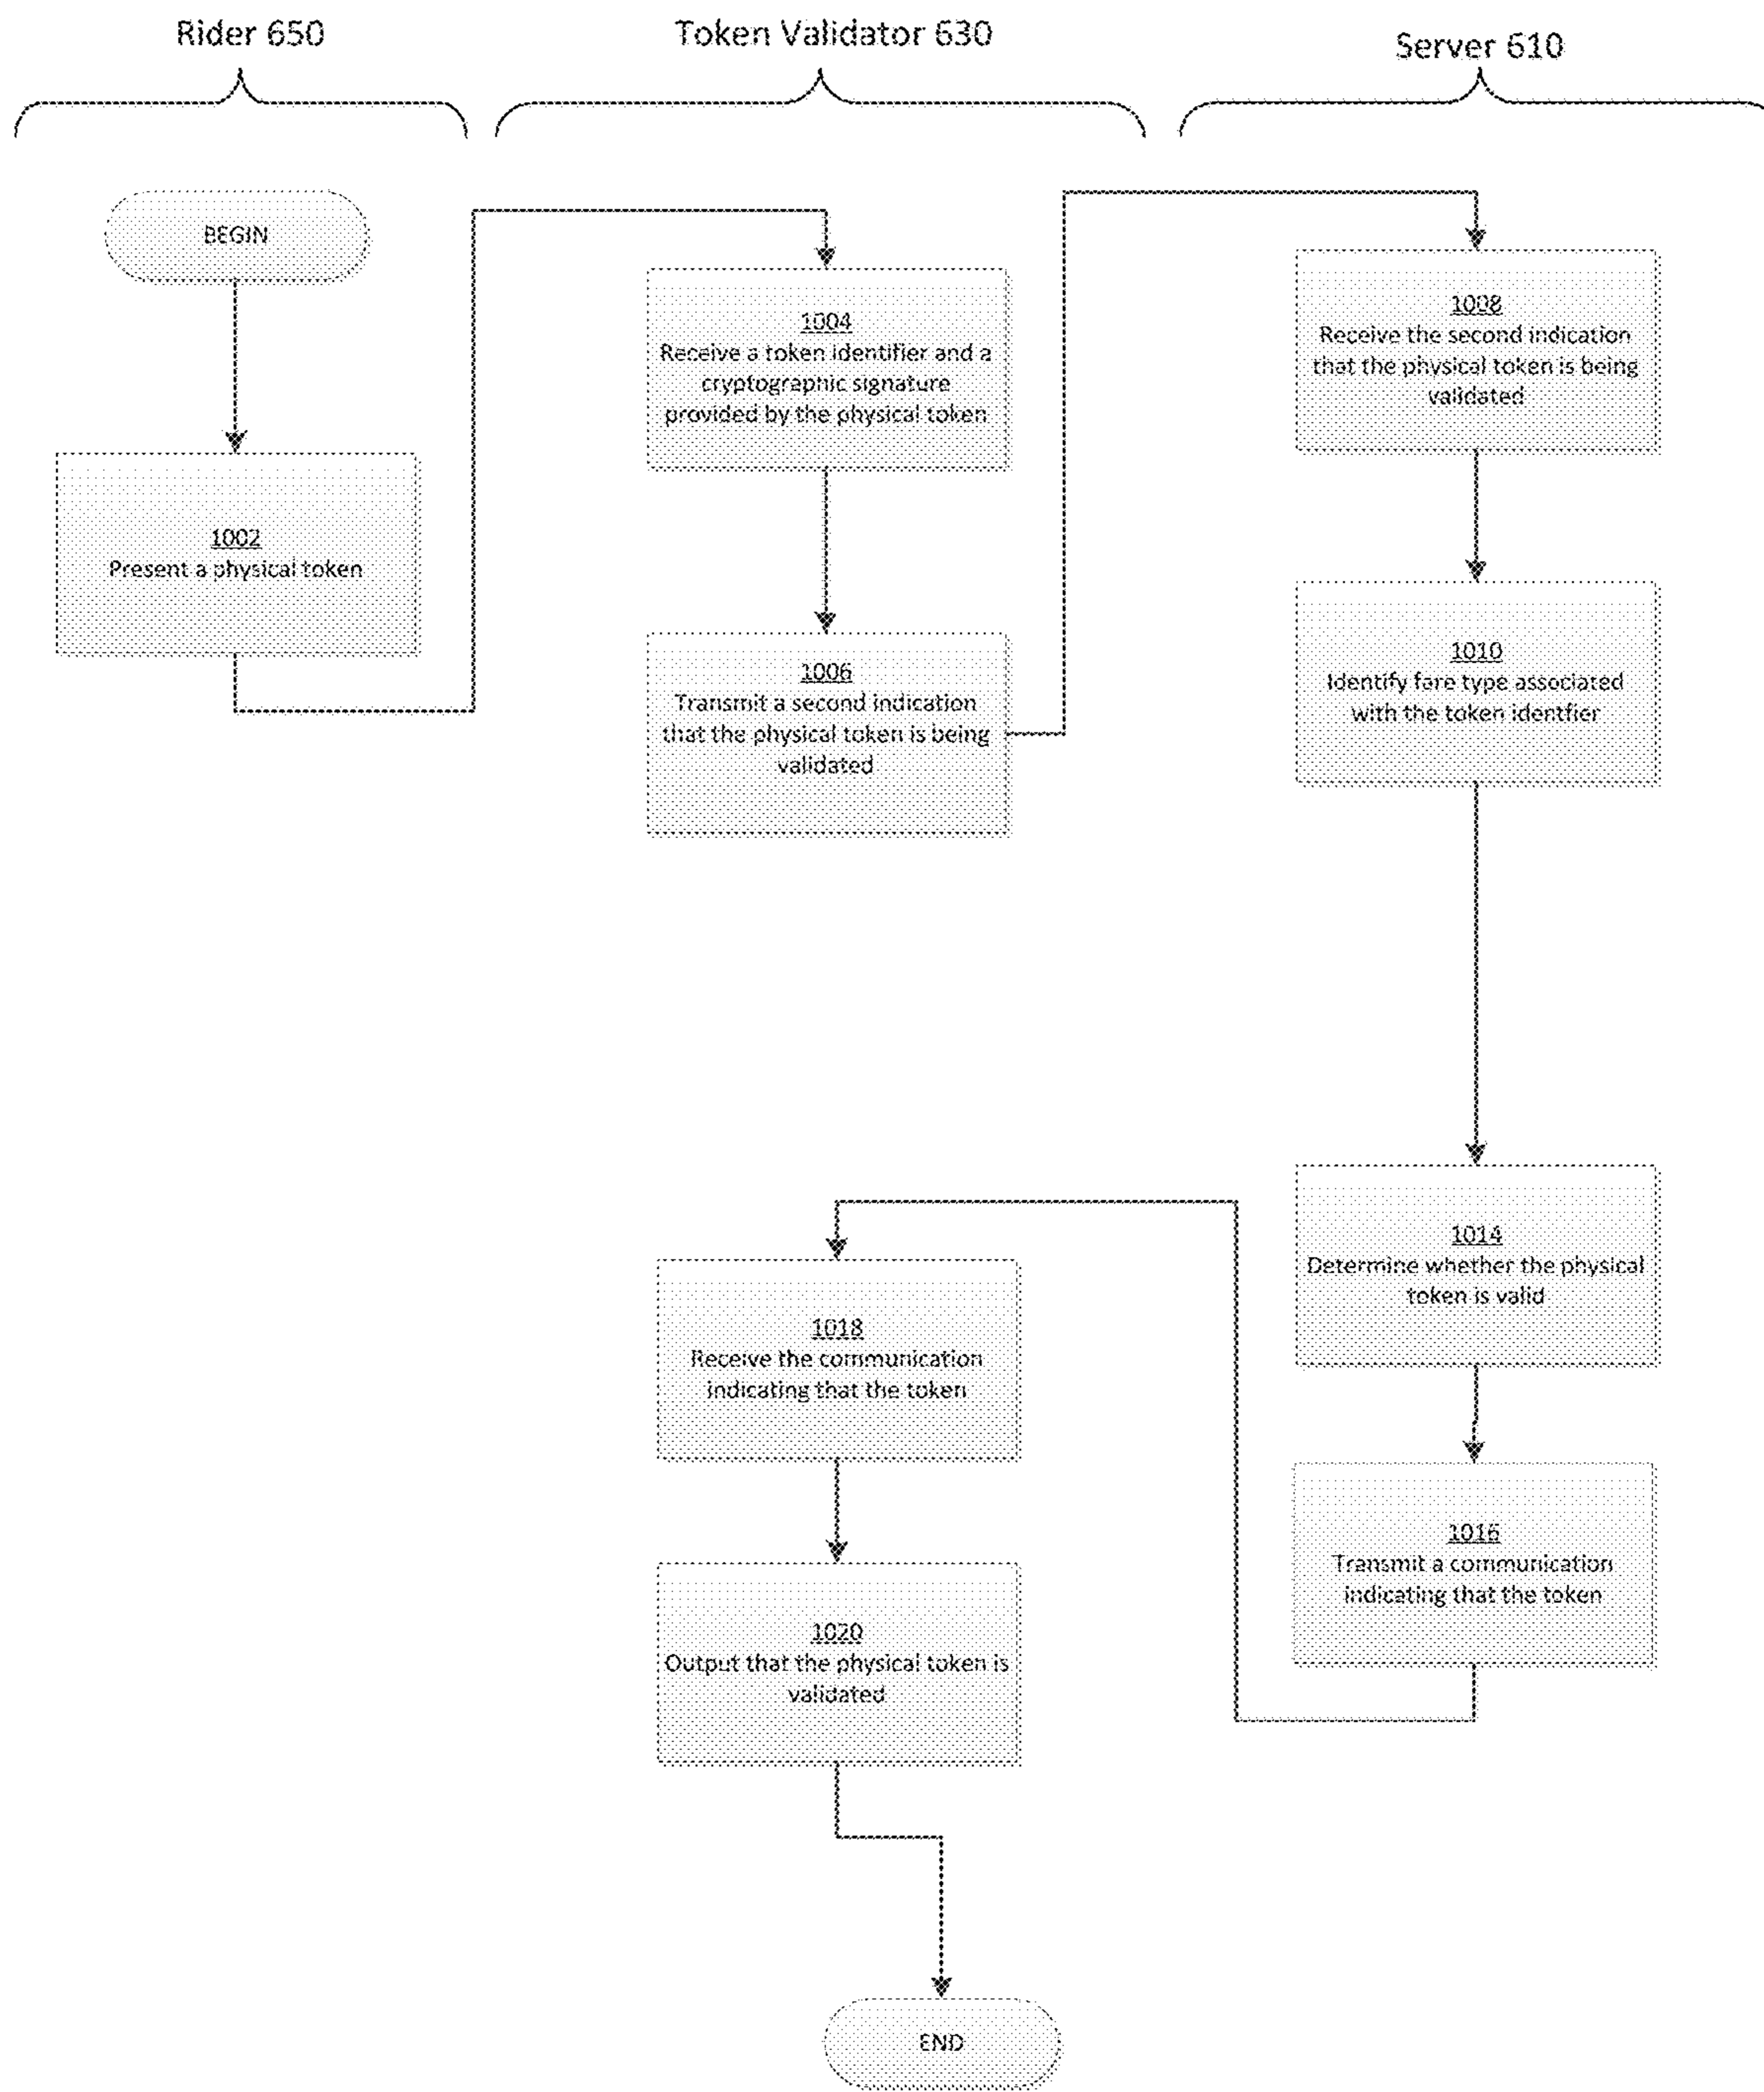 Rider 650
Token Validator 630
Server 610
BEGIN
1002
Present a physical token
1004
Receive a token identifier and a
cryptographic signature
provided by the physical token
1006
Transmit a second indication
that the physical token is being
validated
1008
Receive the second indication
that the physical token is being
validated
1010
Identify fare type associated
with the token identfier
1014
Determine whether the physical
token is valid
1016
Transmit a communication
indicating that the token
1018
Receive the communication
indicating that the token
1020
Output that the physical token is
validated
END